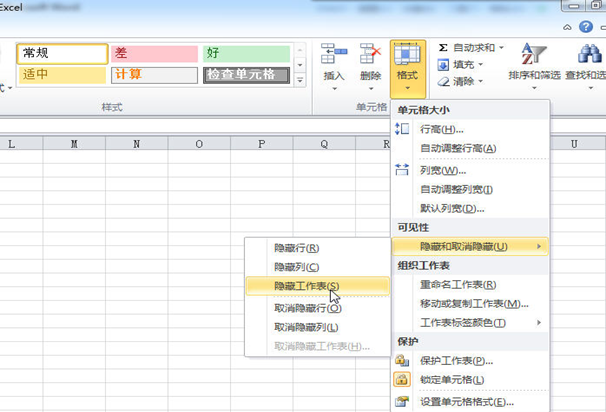 Excel
常规 差 好
Σ 自动求和
适中 计算 检查单元格
填充
插入 删除 格式
清除
排序和筛选 查找和选
式
样式 单元格
单元格大小
行高(H)...
自动调整行高(A)
L M N O P Q R U
列宽(W)...
自动调整列宽(I)
默认列宽(D)...
可见性
隐藏和取消隐藏(U)
隐藏行(R)
隐藏列(C)
隐藏工作表(S)
取消隐藏行(O)
取消隐藏列(L)
取消隐藏工作表(H)...
组织工作表
重命名工作表(R)
移动或复制工作表(M)...
工作表标签颜色(T)
保护
保护工作表(P)...
锁定单元格(L)
设置单元格格式(E)...